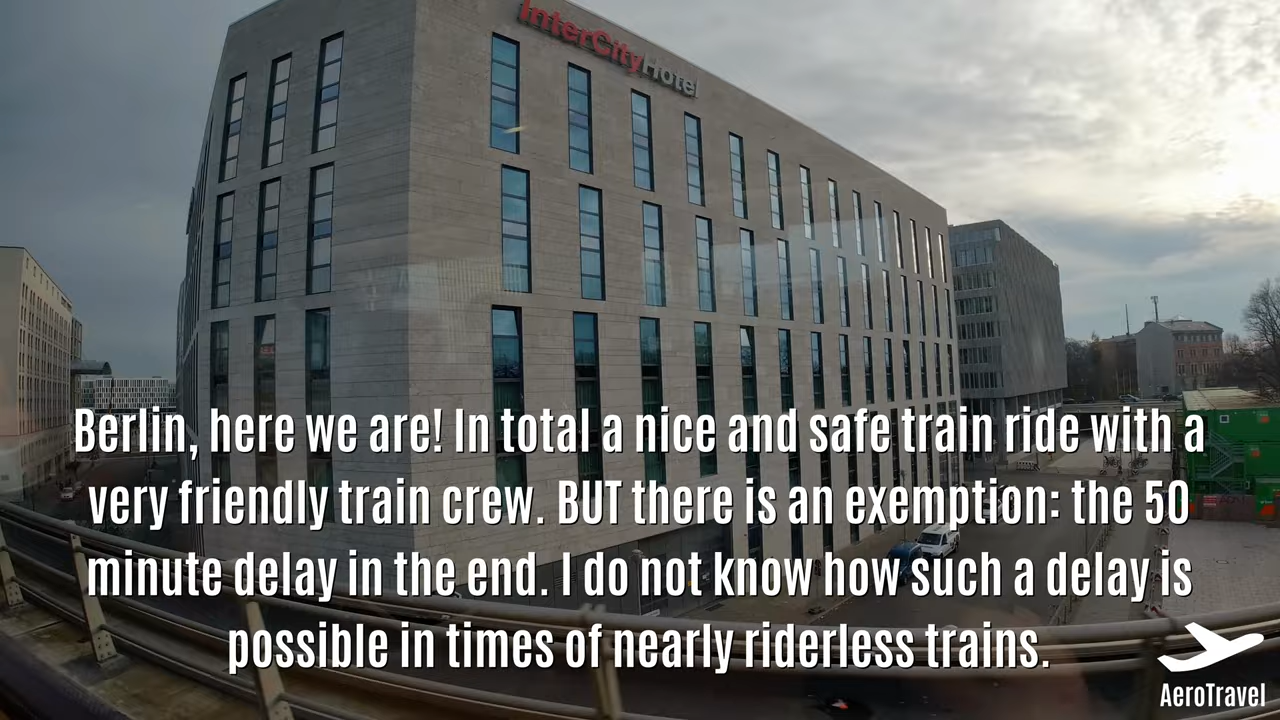 InterCityHotel
Berlin, here we are! In total a nice and safe train ride with a
very friendly train crew. BUT there is an exemption: the 50
minute delay in the end. I do not know how such a delay is
possible in times of nearly riderless trains.
AeroTravel